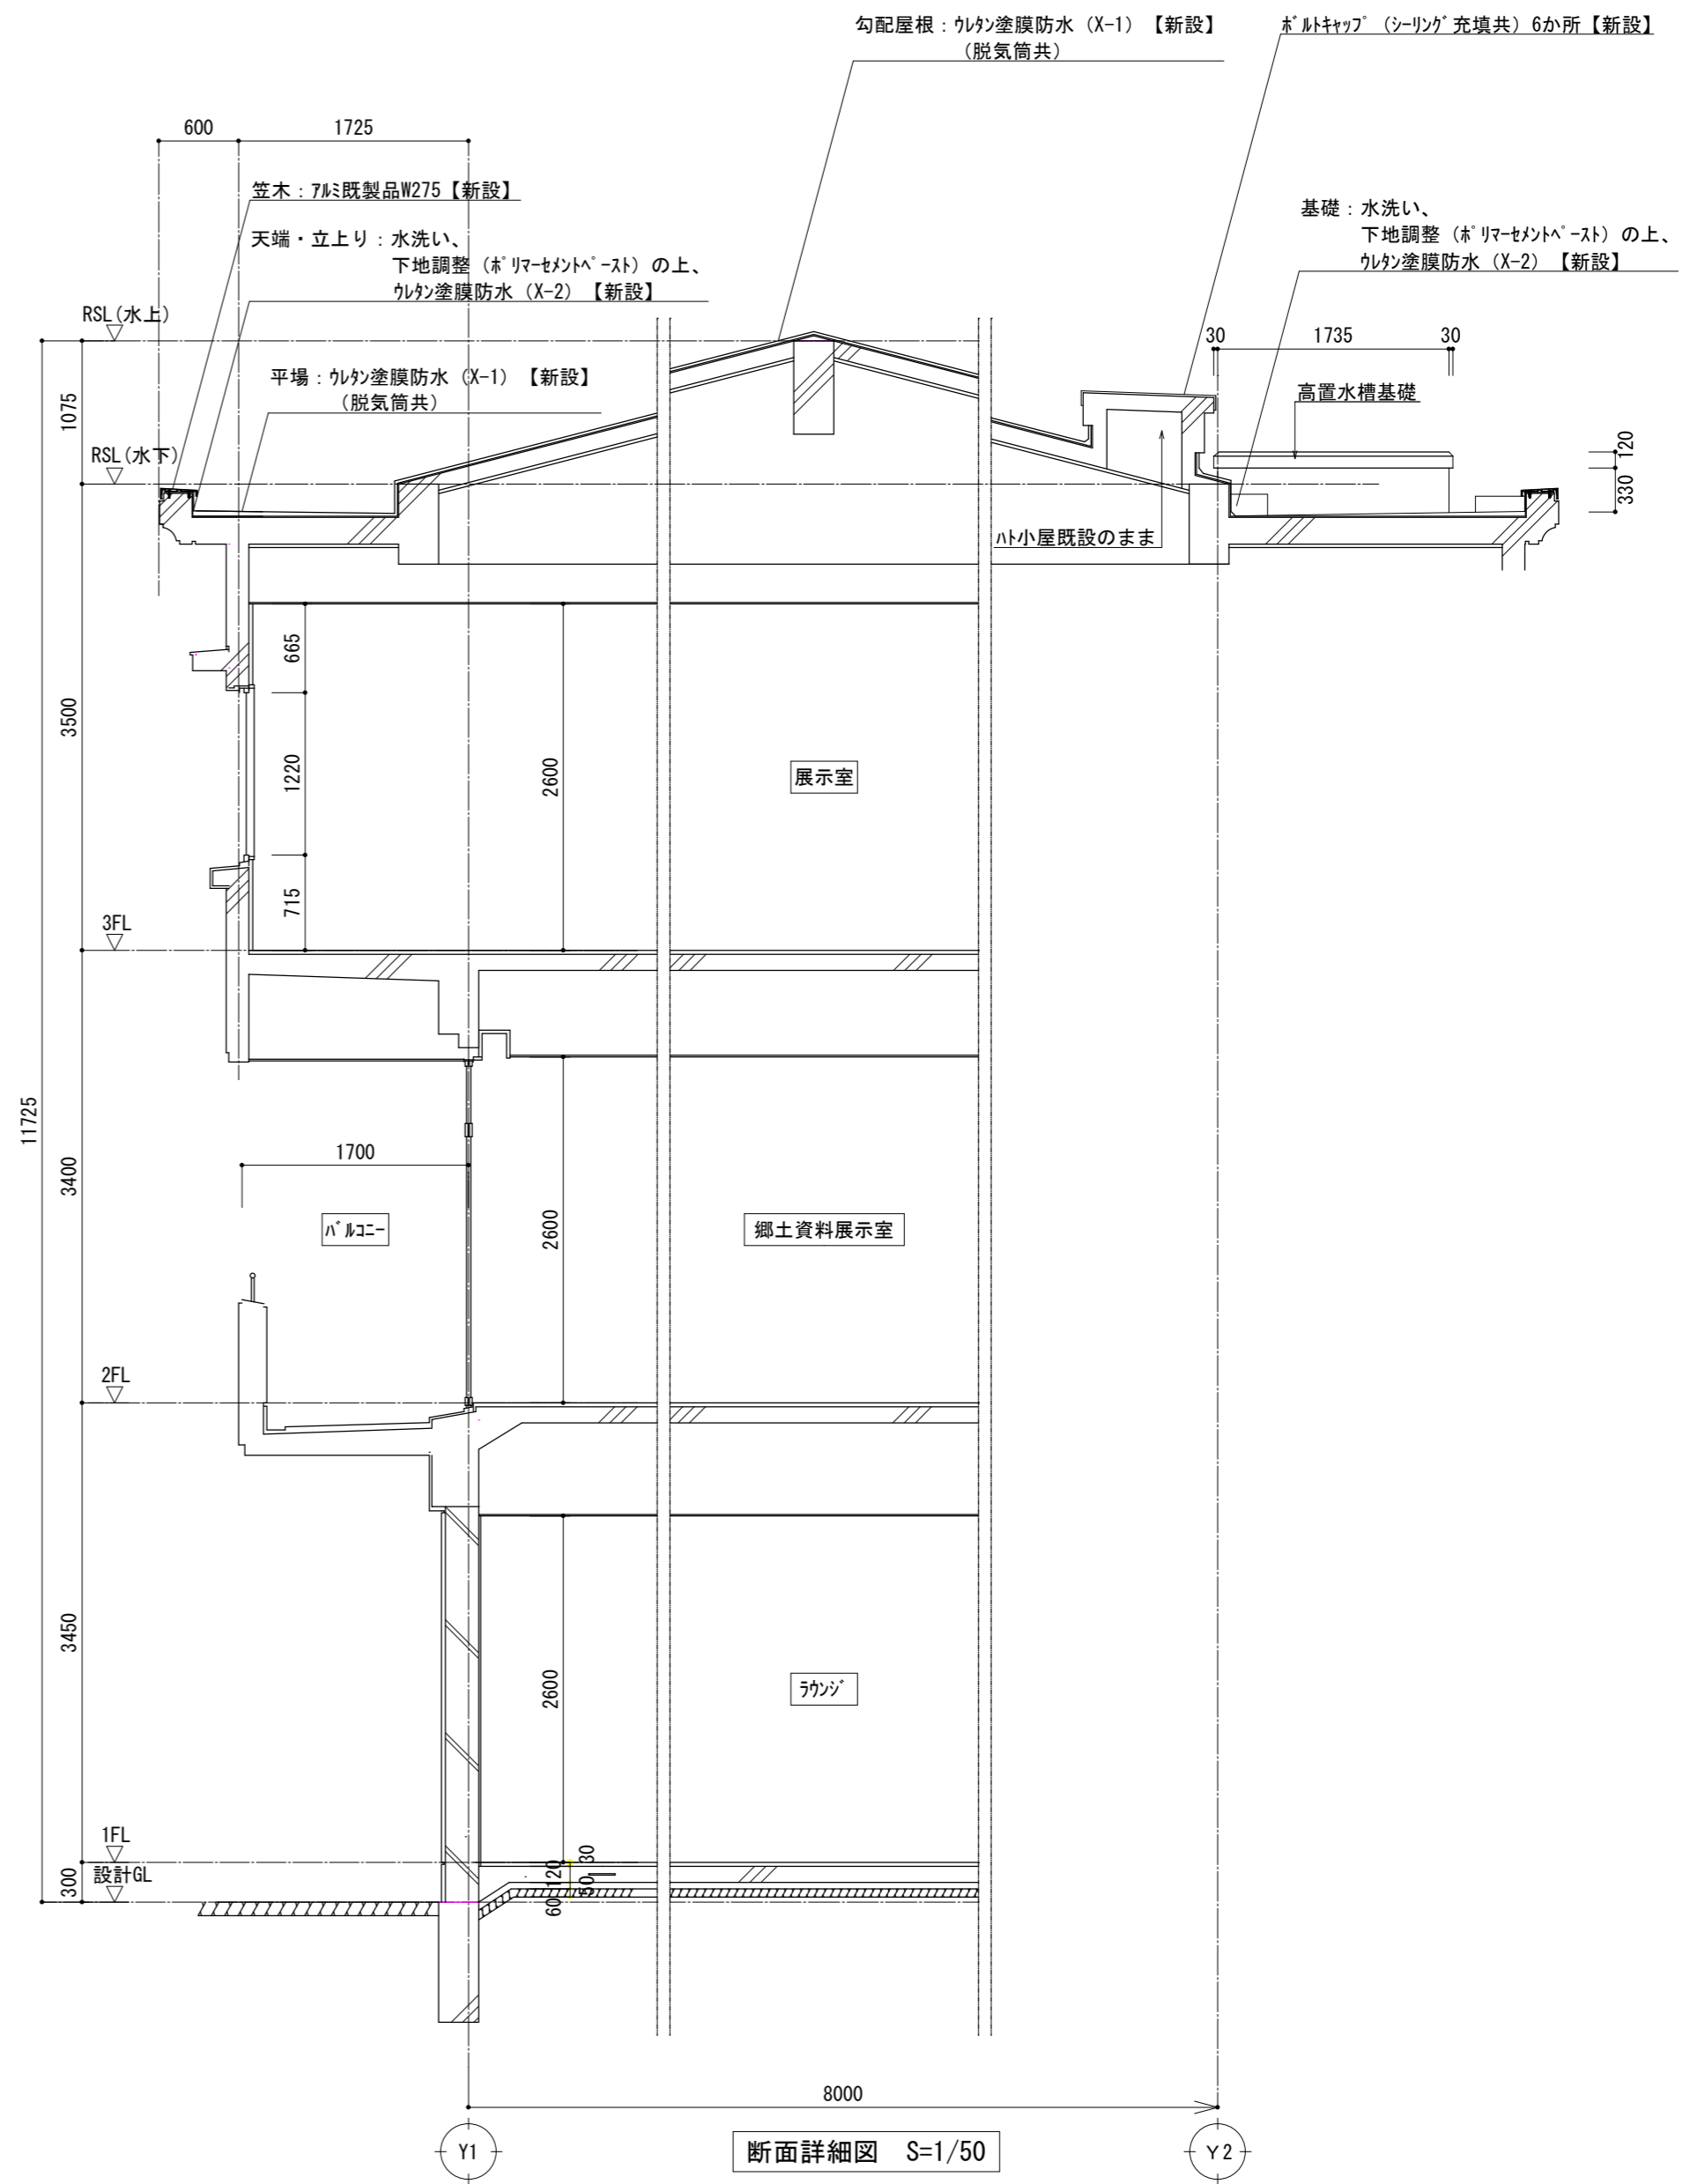 勾配屋根：ｳﾚﾀﾝ塗膜防水（X-1）【新設】
（脱気筒共）
ﾎﾞﾙﾄｷｬｯﾌﾟ（ｼｰﾘﾝｸﾞ充填共）6か所【新設】
600
1725
笠木：ｱﾙﾐ既製品W275【新設】
天端・立上り：水洗い、
下地調整（ﾎﾟﾘﾏｰｾﾒﾝﾄﾍﾟｰｽﾄ）の上、
ｳﾚﾀﾝ塗膜防水（X-2）【新設】
基礎：水洗い、
下地調整（ﾎﾟﾘﾏｰｾﾒﾝﾄﾍﾟｰｽﾄ）の上、
ｳﾚﾀﾝ塗膜防水（X-2）【新設】
RSL(水上)
30
1735
30
平場：ｳﾚﾀﾝ塗膜防水（X-1）【新設】
（脱気筒共）
高置水槽基礎
1075
RSL(水下)
120
330
ﾊﾄ小屋既設のまま
665
3500
1220
2600
展示室
715
3FL
11725
3400
1700
ﾊﾞﾙｺﾆｰ
2600
郷土資料展示室
2FL
3450
2600
ﾗｳﾝｼﾞ
1FL
30
120
50
60
300
設計GL
8000
Y1
Y2
断面詳細図　S=1/50